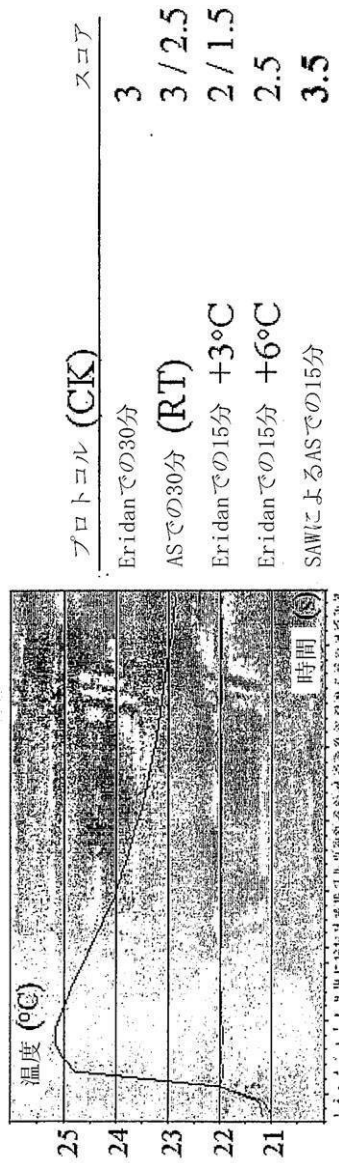 温度 (°C)
25
24
23
22
21
時間 (s)
プロトコル (CK)
スコア
Eridanでの30分
3
ASでの30分 (RT)
3 / 2.5
Eridanでの15分 +3°C
2 / 1.5
Eridanでの15分 +6°C
2.5
SAWによるASでの15分
3.5